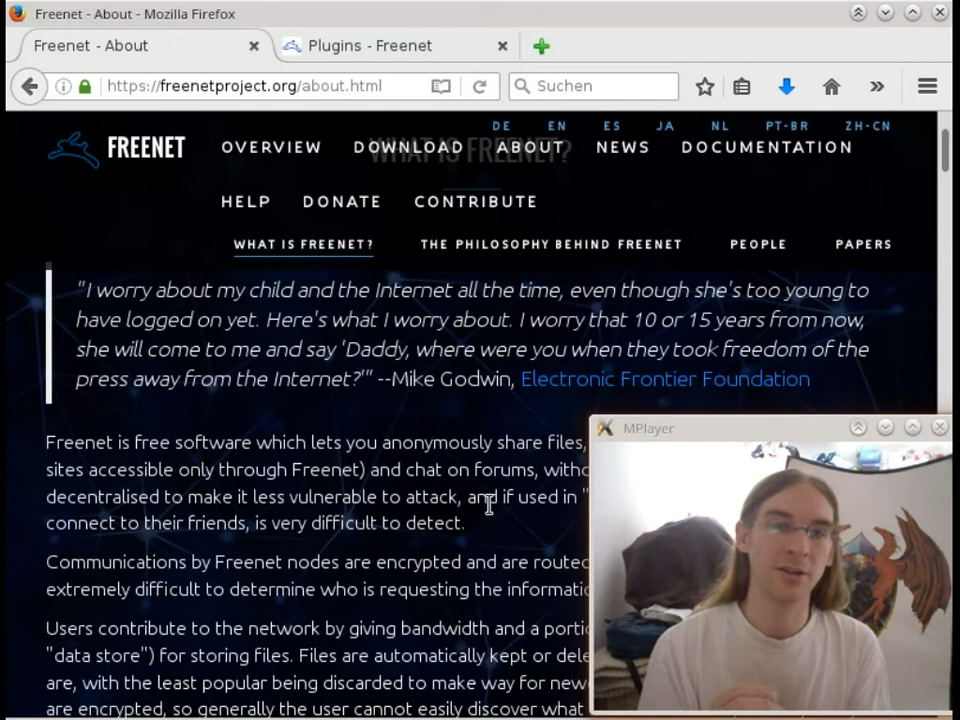 Freenet - About - Mozilla Firefox
Freenet - About
Plugins - Freenet
https://freenetproject.org/about.html
Suchen
DE EN ES JA NL PT-BR ZH-CN
FREENET
OVERVIEW DOWNLOAD ABOUT NEWS DOCUMENTATION
WHAT IS FREENET?
HELP DONATE CONTRIBUTE
WHAT IS FREENET? THE PHILOSOPHY BEHIND FREENET PEOPLE PAPERS
"I worry about my child and the Internet all the time, even though she's too young to
have logged on yet. Here's what I worry about. I worry that 10 or 15 years from now,
she will come to me and say 'Daddy, where were you when they took freedom of the
press away from the Internet?'" --Mike Godwin, Electronic Frontier Foundation
Freenet is free software which lets you anonymously share files,
sites accessible only through Freenet) and chat on forums,
decentralised to make it less vulnerable to attack, and if used in "
connect to their friends, is very difficult to detect.
Communications by Freenet nodes are encrypted and are routed
extremely difficult to determine who is requesting the
Users contribute to the network by giving bandwidth and a
"data store") for storing files. Files are automatically kept or
are, with the least popular being discarded to make way for
are encrypted, so generally the user cannot easily discover what
MPlayer